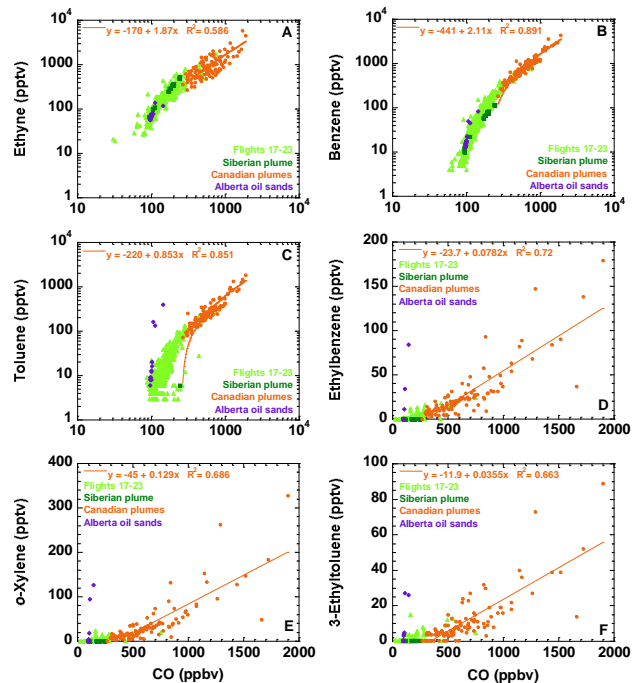 y = -170 + 1.87x R² = 0.586
A
Ethyne (pptv)
10⁴
1000
100
10
1
Flights 17-23
Siberian plume
Canadian plumes
Alberta oil sands
10 100 1000 10⁴
y = -441 + 2.11x R² = 0.891
B
Benzene (pptv)
10⁴
1000
100
10
1
Flights 17-23
Siberian plume
Canadian plumes
Alberta oil sands
10 100 1000 10⁴
y = -220 + 0.853x R² = 0.851
C
Toluene (pptv)
10⁴
1000
100
10
1
Flights 17-23
Siberian plume
Canadian plumes
Alberta oil sands
10 100 1000 10⁴
y = -23.7 + 0.0782x R² = 0.72
Flights 17-23
Siberian plume
Canadian plumes
Alberta oil sands
Ethylbenzene (pptv)
200
150
100
50
0
D
0 500 1000 1500 2000
y = -45 + 0.129x R² = 0.686
Flights 17-23
Siberian plume
Canadian plumes
Alberta oil sands
o-Xylene (pptv)
400
300
200
100
0
E
0 500 1000 1500 2000
CO (ppbv)
y = -11.9 + 0.0355x R² = 0.663
Flights 17-23
Siberian plume
Canadian plumes
Alberta oil sands
3-Ethyltoluene (pptv)
100
80
60
40
20
0
F
0 500 1000 1500 2000
CO (ppbv)